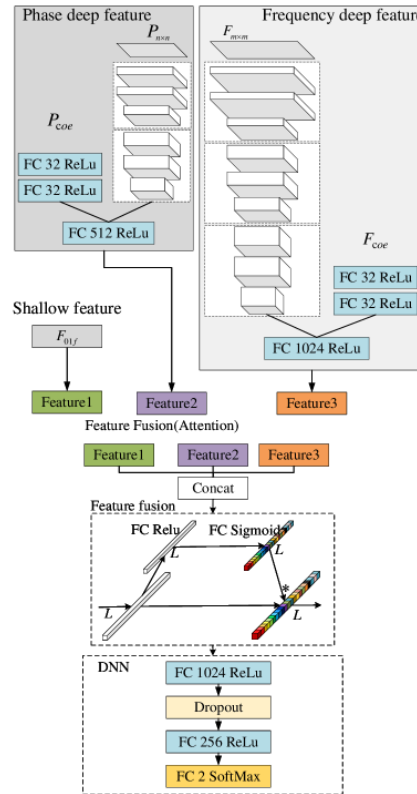 Phase deep feature
P_{n×n}
P_{coe}
FC 32 ReLu
FC 32 ReLu
FC 512 ReLu
Frequency deep feature
F_{m×m}
F_{coe}
FC 32 ReLu
FC 32 ReLu
FC 1024 ReLu
Shallow feature
F_{01f}
Feature1
Feature2
Feature3
Feature Fusion(Attention)
Feature1
Feature2
Feature3
Concat
Feature fusion
FC Relu
FC Sigmoid
L
L
*
L
L
DNN
FC 1024 ReLu
Dropout
FC 256 ReLu
FC 2 SoftMax